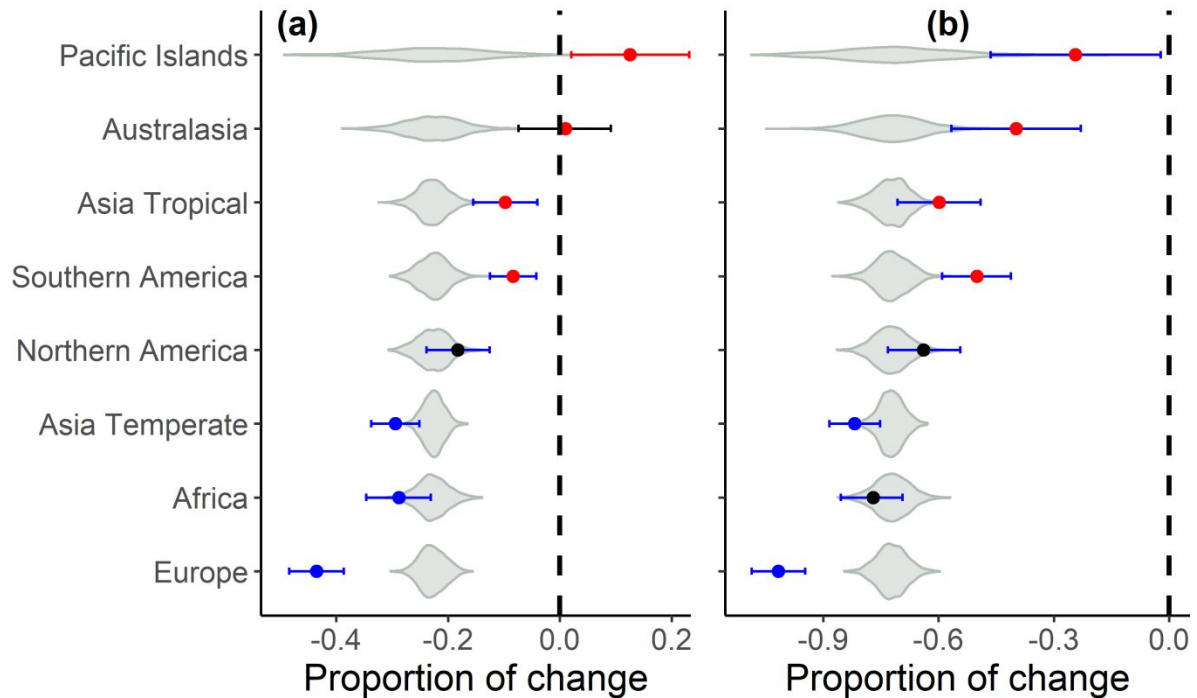 (a) (b)
Pacific Islands
Australasia
Asia Tropical
Southern America
Northern America
Asia Temperate
Africa
Europe
-0.4 -0.2 0.0 0.2 -0.9 -0.6 -0.3 0.0
Proportion of change Proportion of change